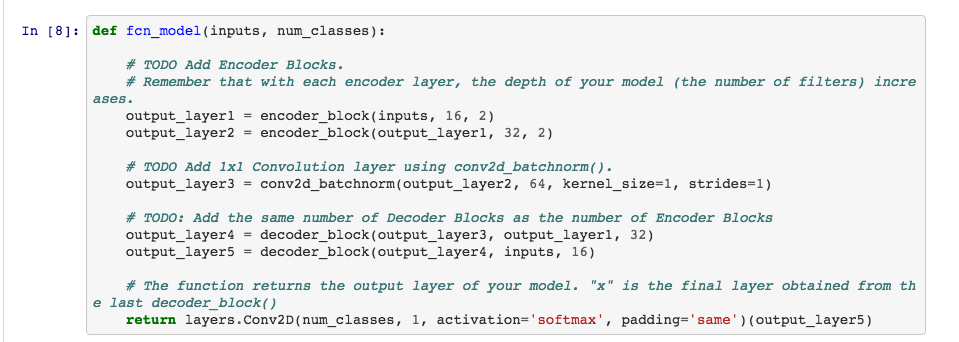 In [8]: def fcn_model(inputs, num_classes):
# TODO Add Encoder Blocks.
# Remember that with each encoder layer, the depth of your model (the number of filters) incre
ases.
output_layer1 = encoder_block(inputs, 16, 2)
output_layer2 = encoder_block(output_layer1, 32, 2)
# TODO Add 1x1 Convolution layer using conv2d_batchnorm().
output_layer3 = conv2d_batchnorm(output_layer2, 64, kernel_size=1, strides=1)
# TODO: Add the same number of Decoder Blocks as the number of Encoder Blocks
output_layer4 = decoder_block(output_layer3, output_layer1, 32)
output_layer5 = decoder_block(output_layer4, inputs, 16)
# The function returns the output layer of your model. "x" is the final layer obtained from th
e last decoder_block()
return layers.Conv2D(num_classes, 1, activation='softmax', padding='same')(output_layer5)